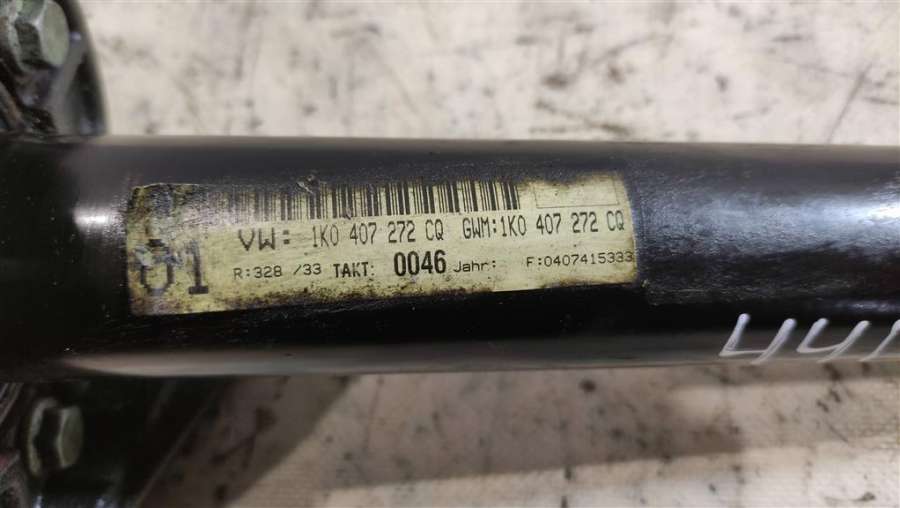 VW: 1K0 407 272 CQ GWM:1K0 407 272 CQ
01
R:328 /33 TAKT: 0046 Jahr: F:0407415333